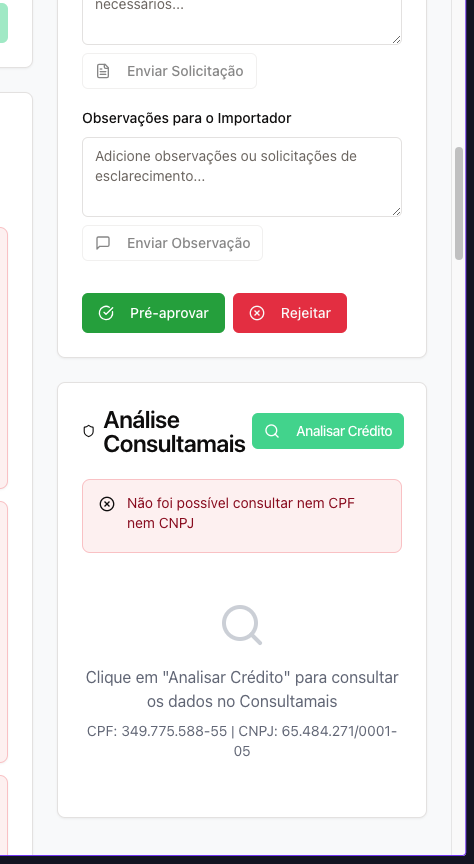 necessários...
Enviar Solicitação
Observações para o Importador
Adicione observações ou solicitações de
esclarecimento...
Enviar Observação
Pré-aprovar
Rejeitar
Análise
Consultamais
Analisar Crédito
Não foi possível consultar nem CPF
nem CNPJ
Clique em "Analisar Crédito" para consultar
os dados no Consultamais
CPF: 349.775.588-55 | CNPJ: 65.484.271/0001-
05